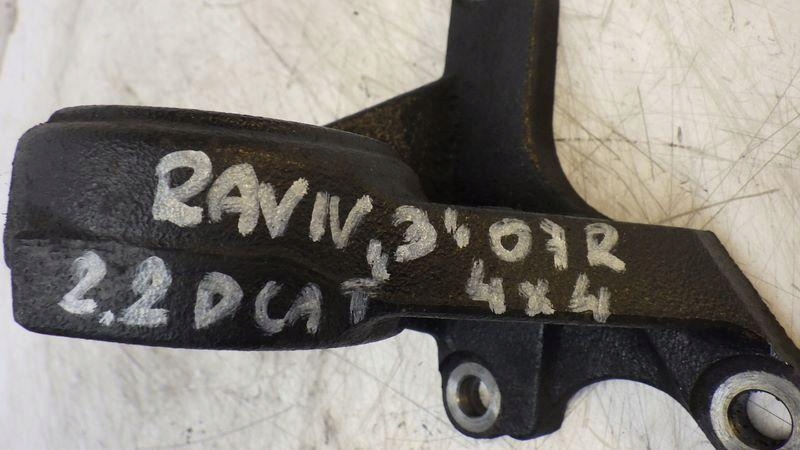 RAVIV „3" 07R
2.2 DCAT 4x4